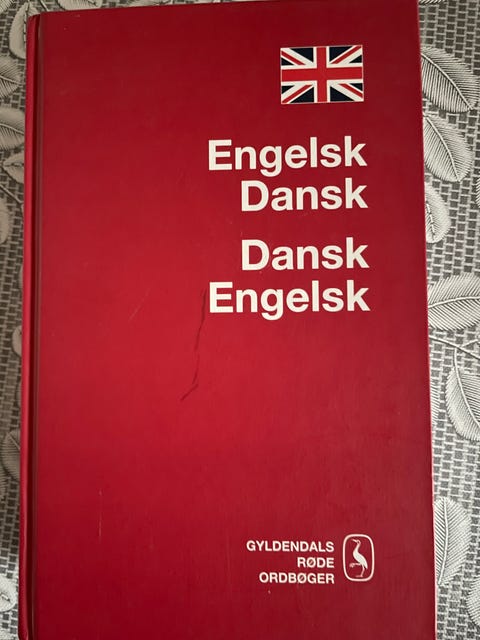 Engelsk
Dansk
Dansk
Engelsk
GYLDENDALS
RØDE
ORDBØGER